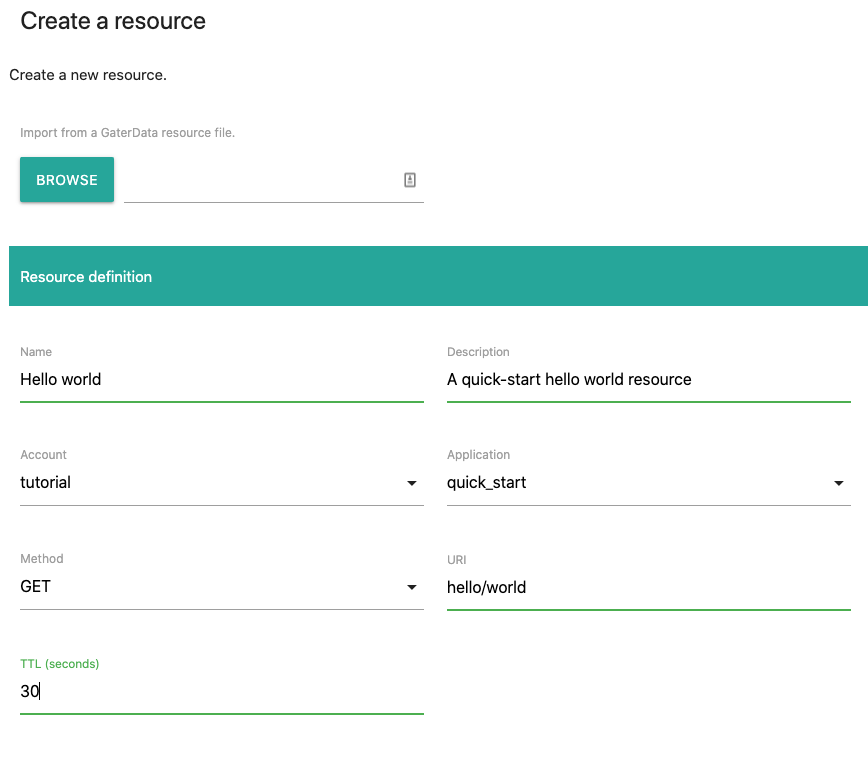 Create a resource
Create a new resource.
Import from a GaterData resource file.
BROWSE
Resource definition
Name
Hello world
Description
A quick-start hello world resource
Account
tutorial
Application
quick_start
Method
GET
URI
hello/world
TTL (seconds)
30